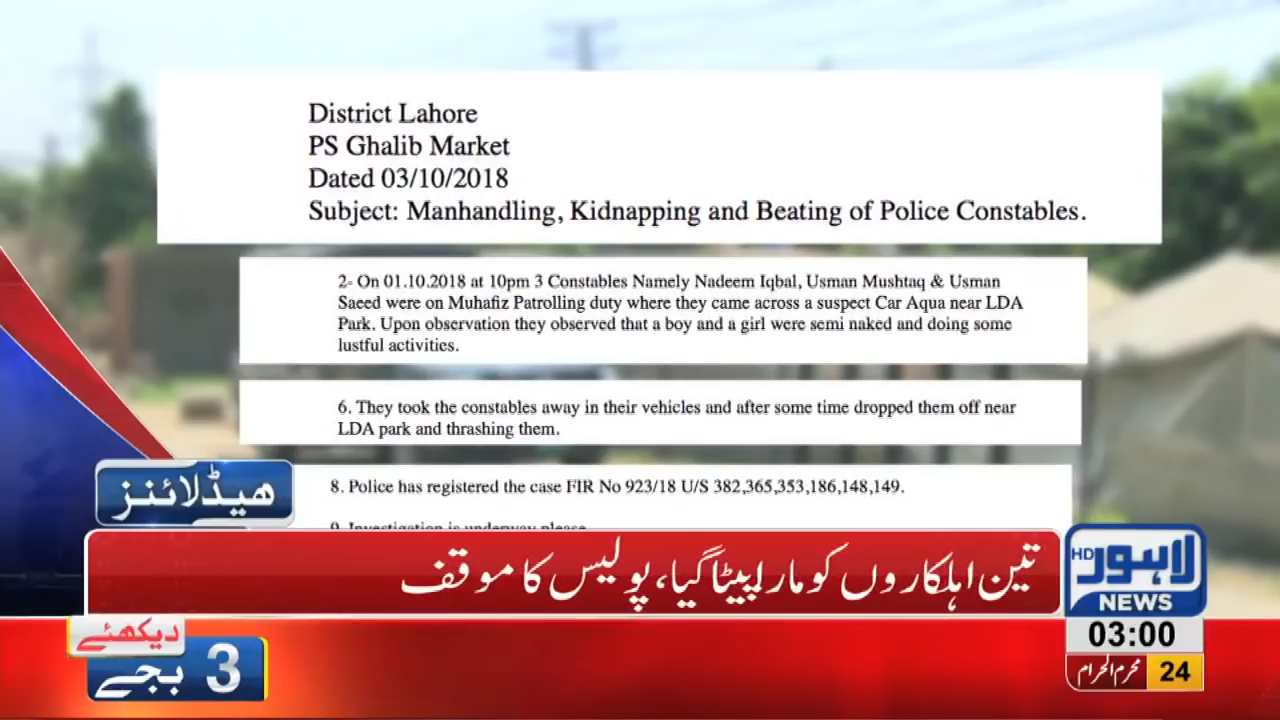 District Lahore
PS Ghalib Market
Dated 03/10/2018
Subject: Manhandling, Kidnapping and Beating of Police Constables.
2- On 01.10.2018 at 10pm 3 Constables Namely Nadeem Iqbal, Usman Mushtaq & Usman
Saeed were on Muhafiz Patrolling duty where they came across a suspect Car Aqua near LDA
Park. Upon observation they observed that a boy and a girl were semi naked and doing some
lustful activities.
6. They took the constables away in their vehicles and after some time dropped them off near
LDA park and thrashing them.
8. Police has registered the case FIR No 923/18 U/S 382,365,353,186,148,149.
9. Investigation is underway please
ھیڈلائنز
تین اہلکاروں کو مارا پیٹا گیا، پولیس کا موقف
لاہور HD
NEWS
03:00
24 محرم الحرام
دیکھئے
3 بجے